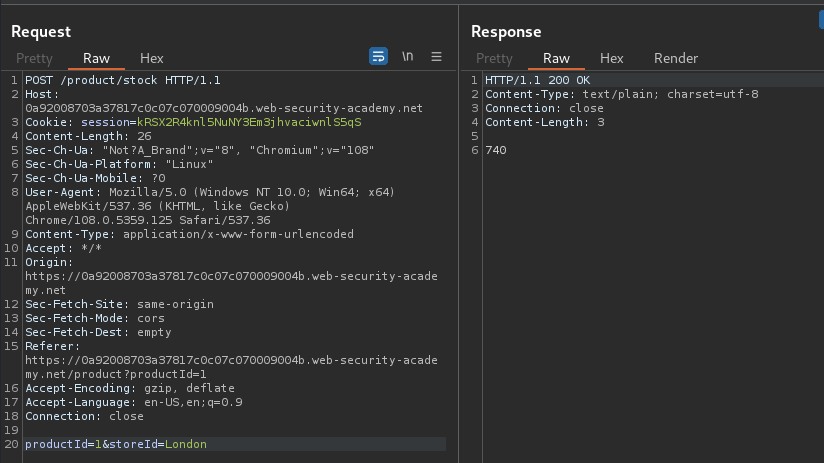 Request
Pretty Raw Hex \n
1 POST /product/stock HTTP/1.1
2 Host:
0a92008703a37817c0c07c070009004b.web-security-academy.net
3 Cookie: session=kRSX2R4knl5NuNY3Em3jhvaciwnlS5qS
4 Content-Length: 26
5 Sec-Ch-Ua: "Not?A_Brand";v="8", "Chromium";v="108"
6 Sec-Ch-Ua-Platform: "Linux"
7 Sec-Ch-Ua-Mobile: ?0
8 User-Agent: Mozilla/5.0 (Windows NT 10.0; Win64; x64)
AppleWebKit/537.36 (KHTML, like Gecko)
Chrome/108.0.5359.125 Safari/537.36
9 Content-Type: application/x-www-form-urlencoded
10 Accept: */*
11 Origin:
https://0a92008703a37817c0c07c070009004b.web-security-acade
my.net
12 Sec-Fetch-Site: same-origin
13 Sec-Fetch-Mode: cors
14 Sec-Fetch-Dest: empty
15 Referer:
https://0a92008703a37817c0c07c070009004b.web-security-acade
my.net/product?productId=1
16 Accept-Encoding: gzip, deflate
17 Accept-Language: en-US,en;q=0.9
18 Connection: close
19
20 productId=1&storeId=London
Response
Pretty Raw Hex Render
1 HTTP/1.1 200 OK
2 Content-Type: text/plain; charset=utf-8
3 Connection: close
4 Content-Length: 3
5
6 740